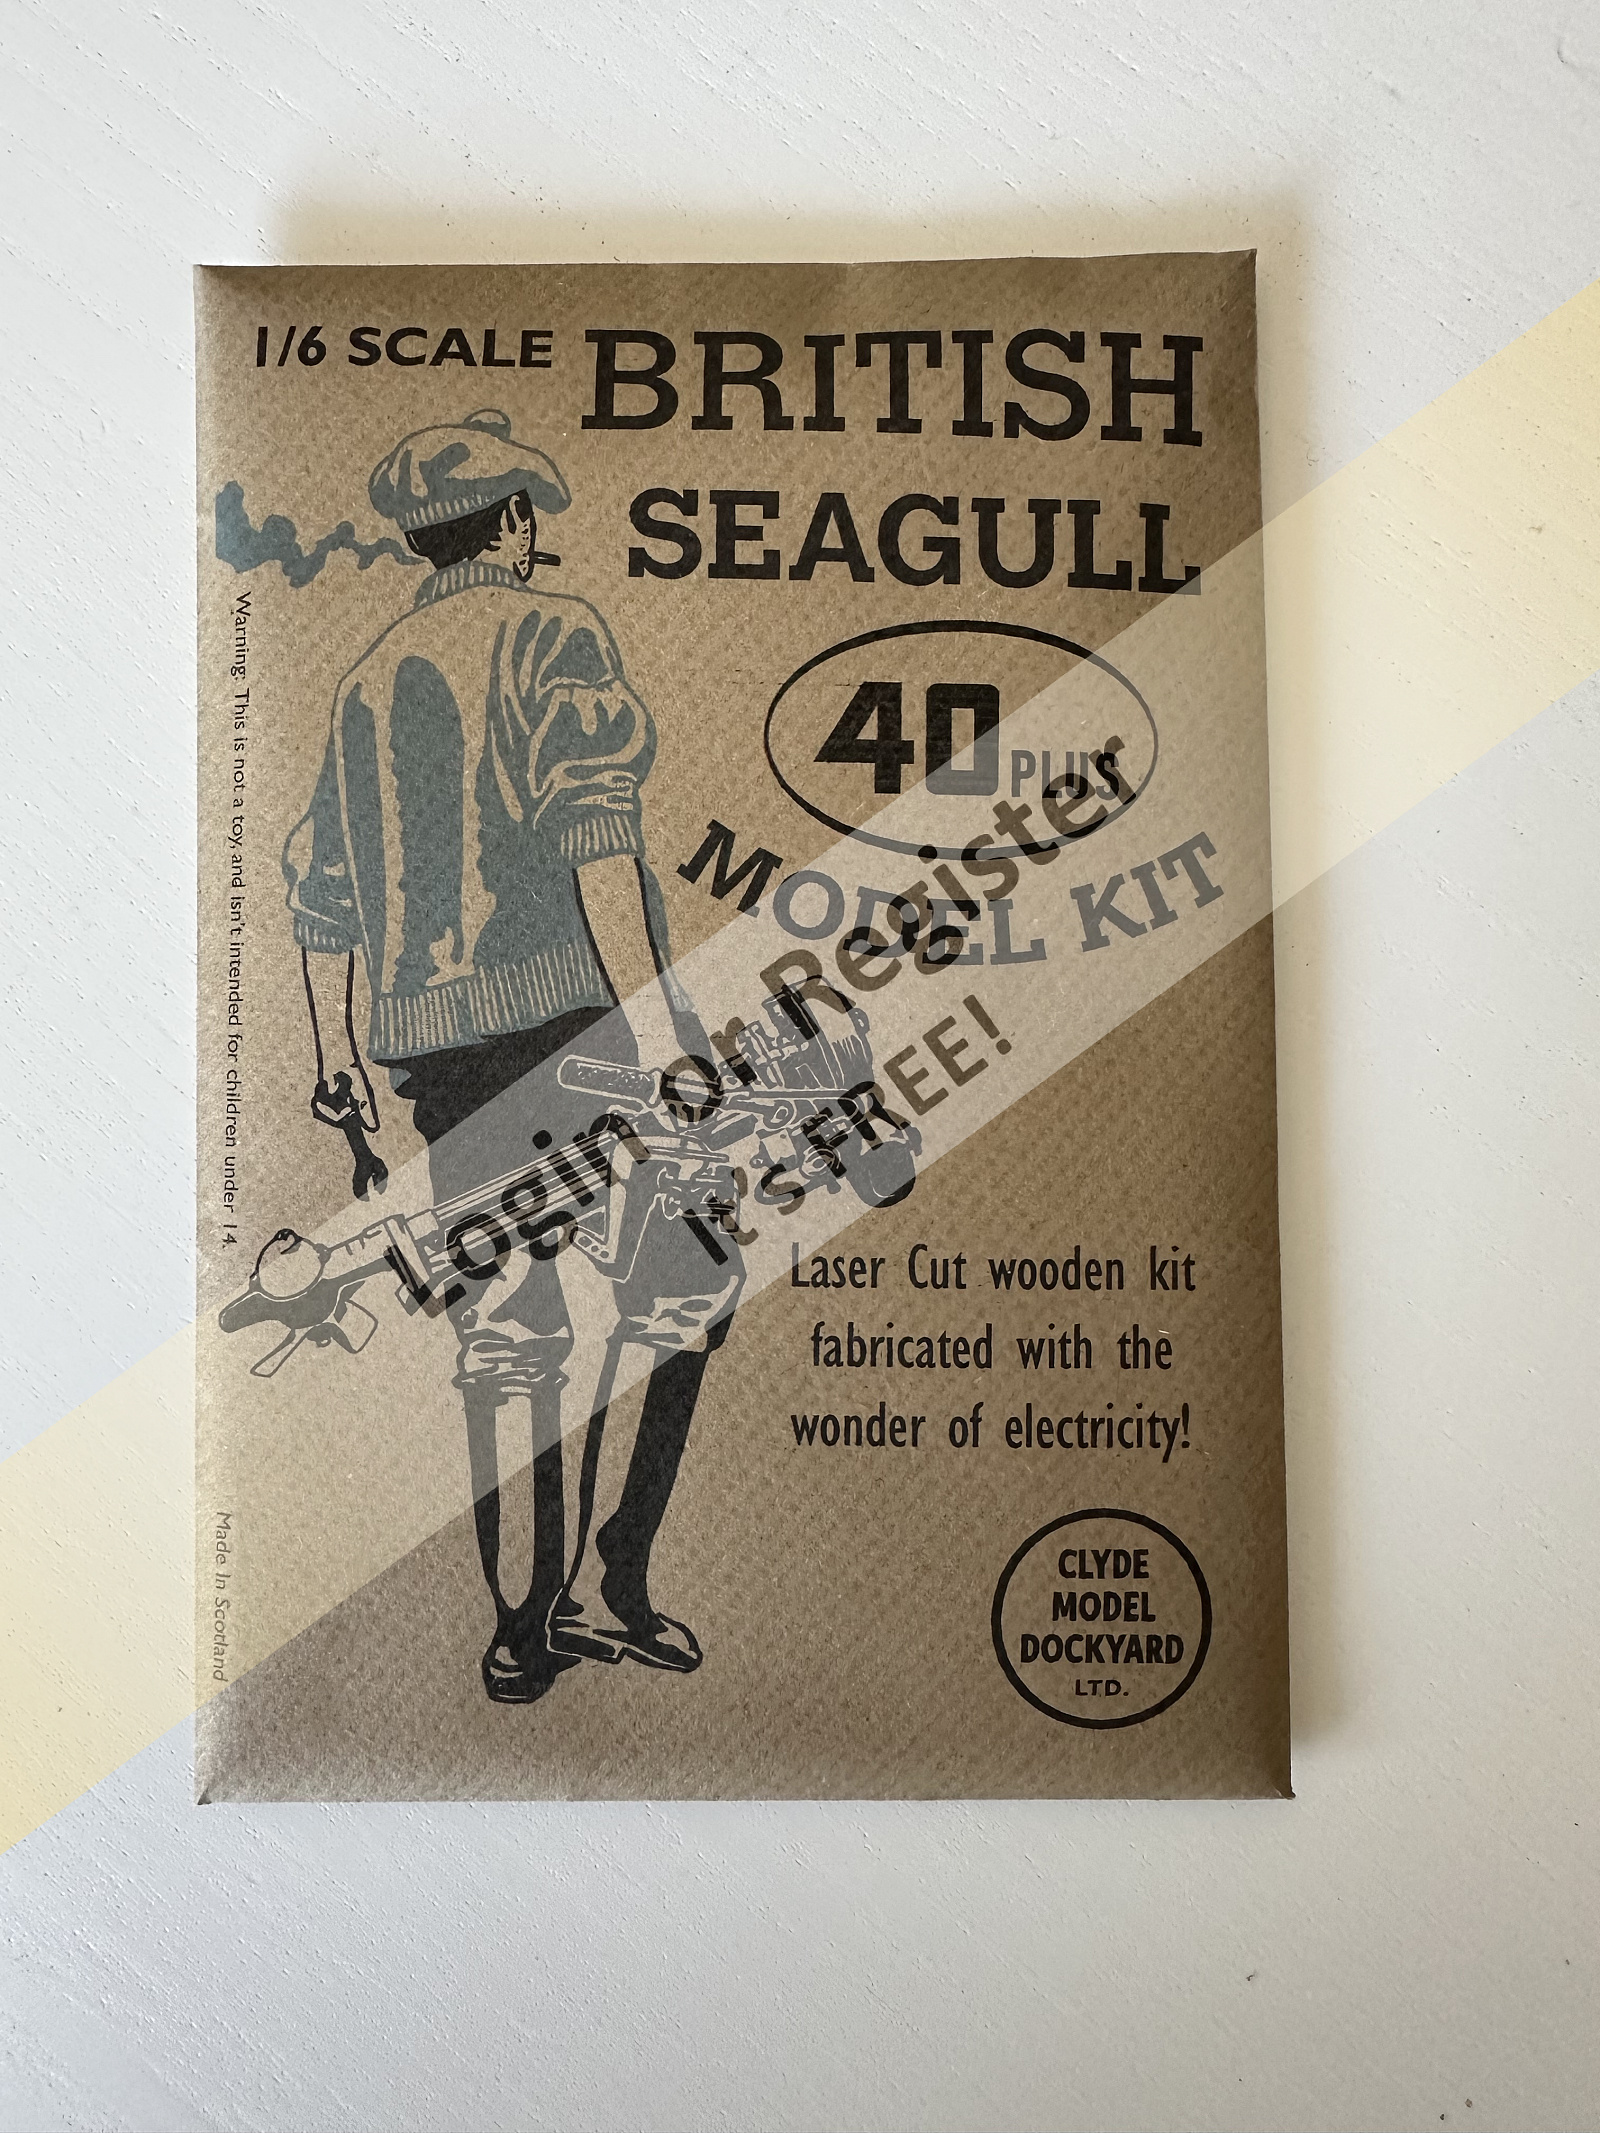 1/6 SCALE BRITISH
SEAGULL
40 PLUS
MODEL KIT
Warning: This is not a toy, and isn't intended for children under 14.
Login or Register
It's FREE!
Laser Cut wooden kit
fabricated with the
wonder of electricity!
Made In Scotland
CLYDE
MODEL
DOCKYARD
LTD.